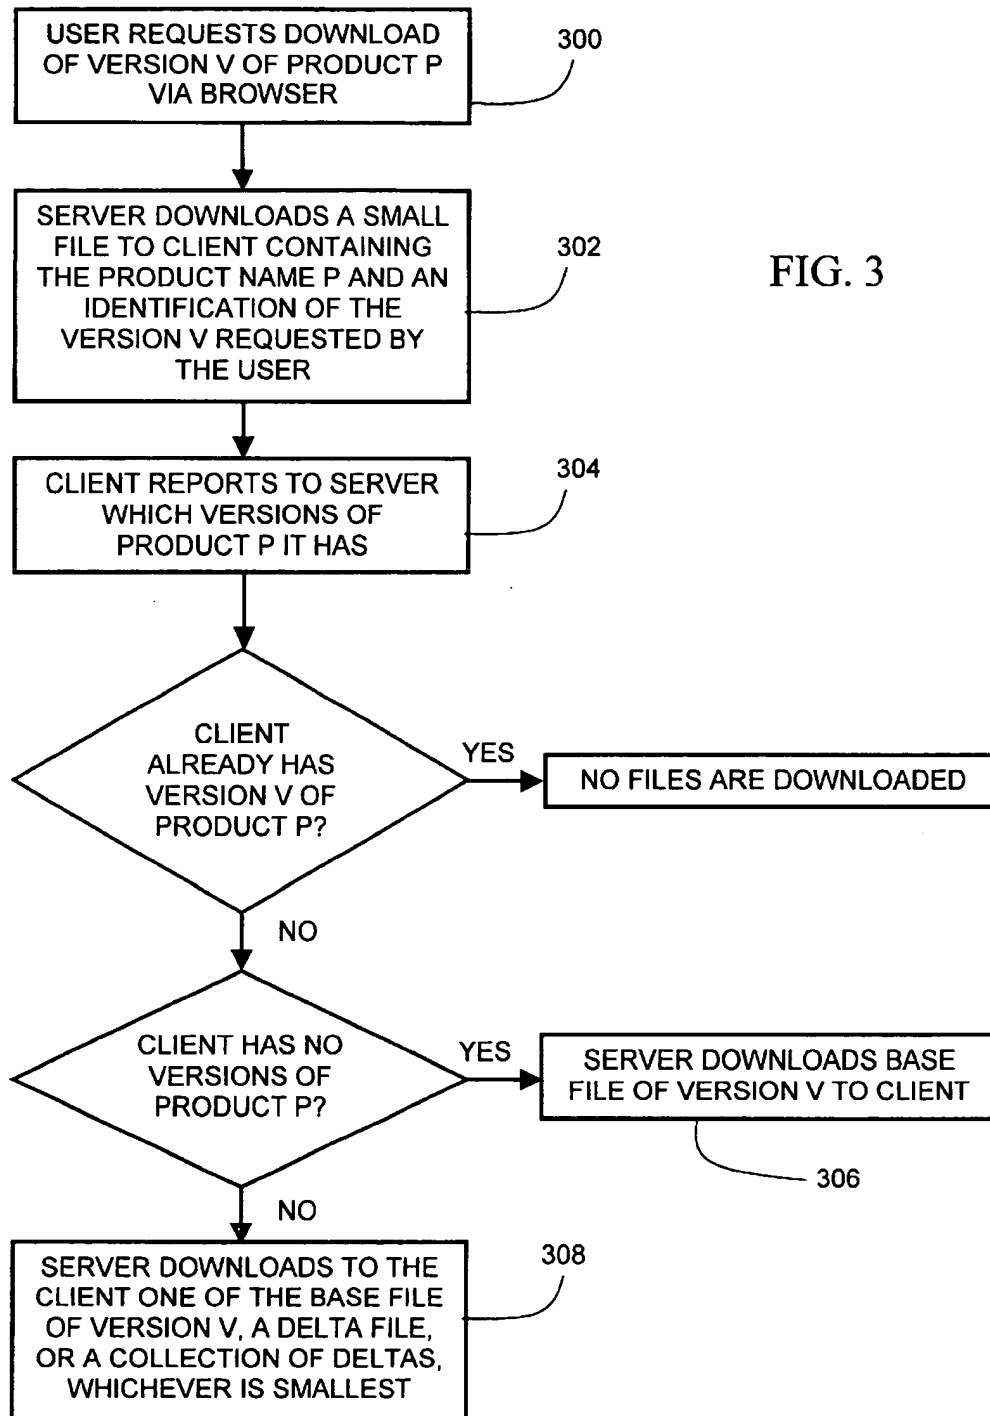 USER REQUESTS DOWNLOAD
OF VERSION V OF PRODUCT P
VIA BROWSER
300
SERVER DOWNLOADS A SMALL
FILE TO CLIENT CONTAINING
THE PRODUCT NAME P AND AN
IDENTIFICATION OF THE
VERSION V REQUESTED BY
THE USER
302
FIG. 3
CLIENT REPORTS TO SERVER
WHICH VERSIONS OF
PRODUCT P IT HAS
304
CLIENT
ALREADY HAS
VERSION V OF
PRODUCT P?
YES
NO FILES ARE DOWNLOADED
NO
CLIENT HAS NO
VERSIONS OF
PRODUCT P?
YES
SERVER DOWNLOADS BASE
FILE OF VERSION V TO CLIENT
306
NO
SERVER DOWNLOADS TO THE
CLIENT ONE OF THE BASE FILE
OF VERSION V, A DELTA FILE,
OR A COLLECTION OF DELTAS,
WHICHEVER IS SMALLEST
308